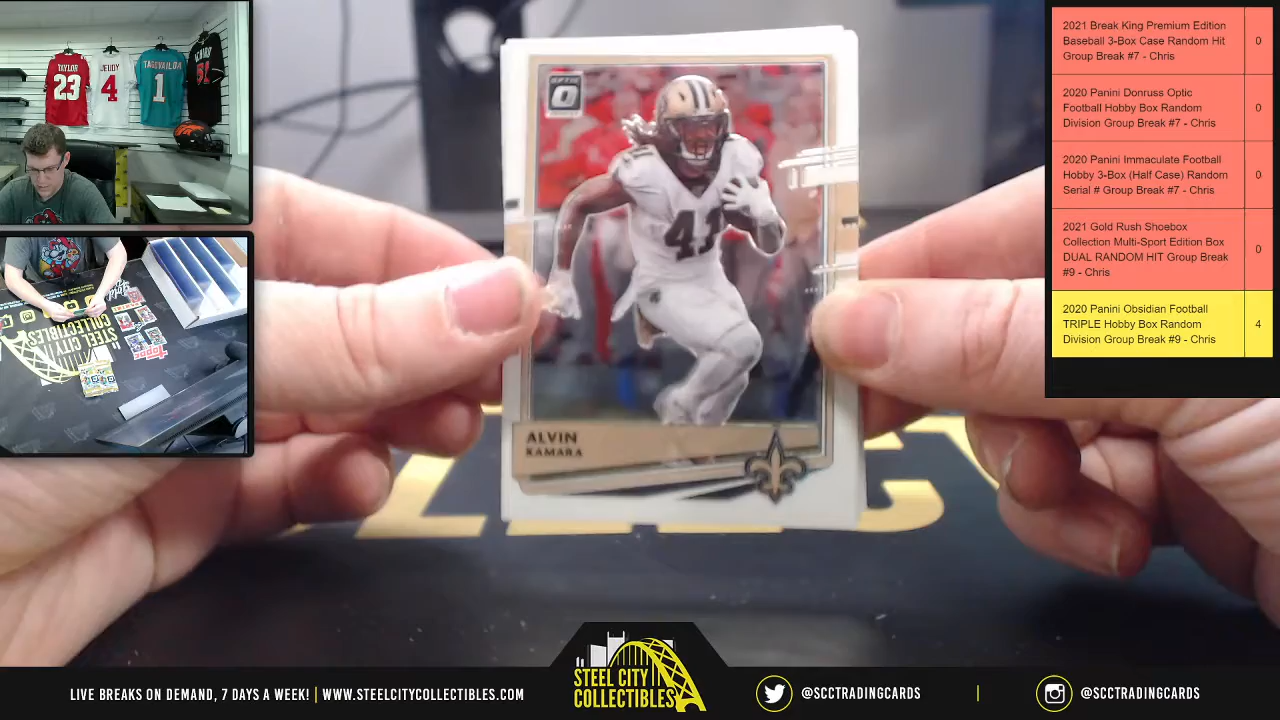 TAYLOR
23
JEUDY
4
TAGOVAILOA
1
OPTIC
41
ALVIN
KAMARA
2021 Break King Premium Edition
Baseball 3-Box Case Random Hit
Group Break #7 - Chris
0
2020 Panini Donruss Optic
Football Hobby Box Random
Division Group Break #7 - Chris
0
2020 Panini Immaculate Football
Hobby 3-Box (Half Case) Random
Serial # Group Break #7 - Chris
0
2021 Gold Rush Shoebox
Collection Multi-Sport Edition Box
DUAL RANDOM HIT Group Break
#9 - Chris
0
2020 Panini Obsidian Football
TRIPLE Hobby Box Random
Division Group Break #9 - Chris
4
STEEL CITY
COLLECTIBLES
Topps
LIVE BREAKS ON DEMAND, 7 DAYS A WEEK! | WWW.STEELCITYCOLLECTIBLES.COM
STEEL CITY
COLLECTIBLES
@SCCTRADINGCARDS
|
@SCCTRADINGCARDS